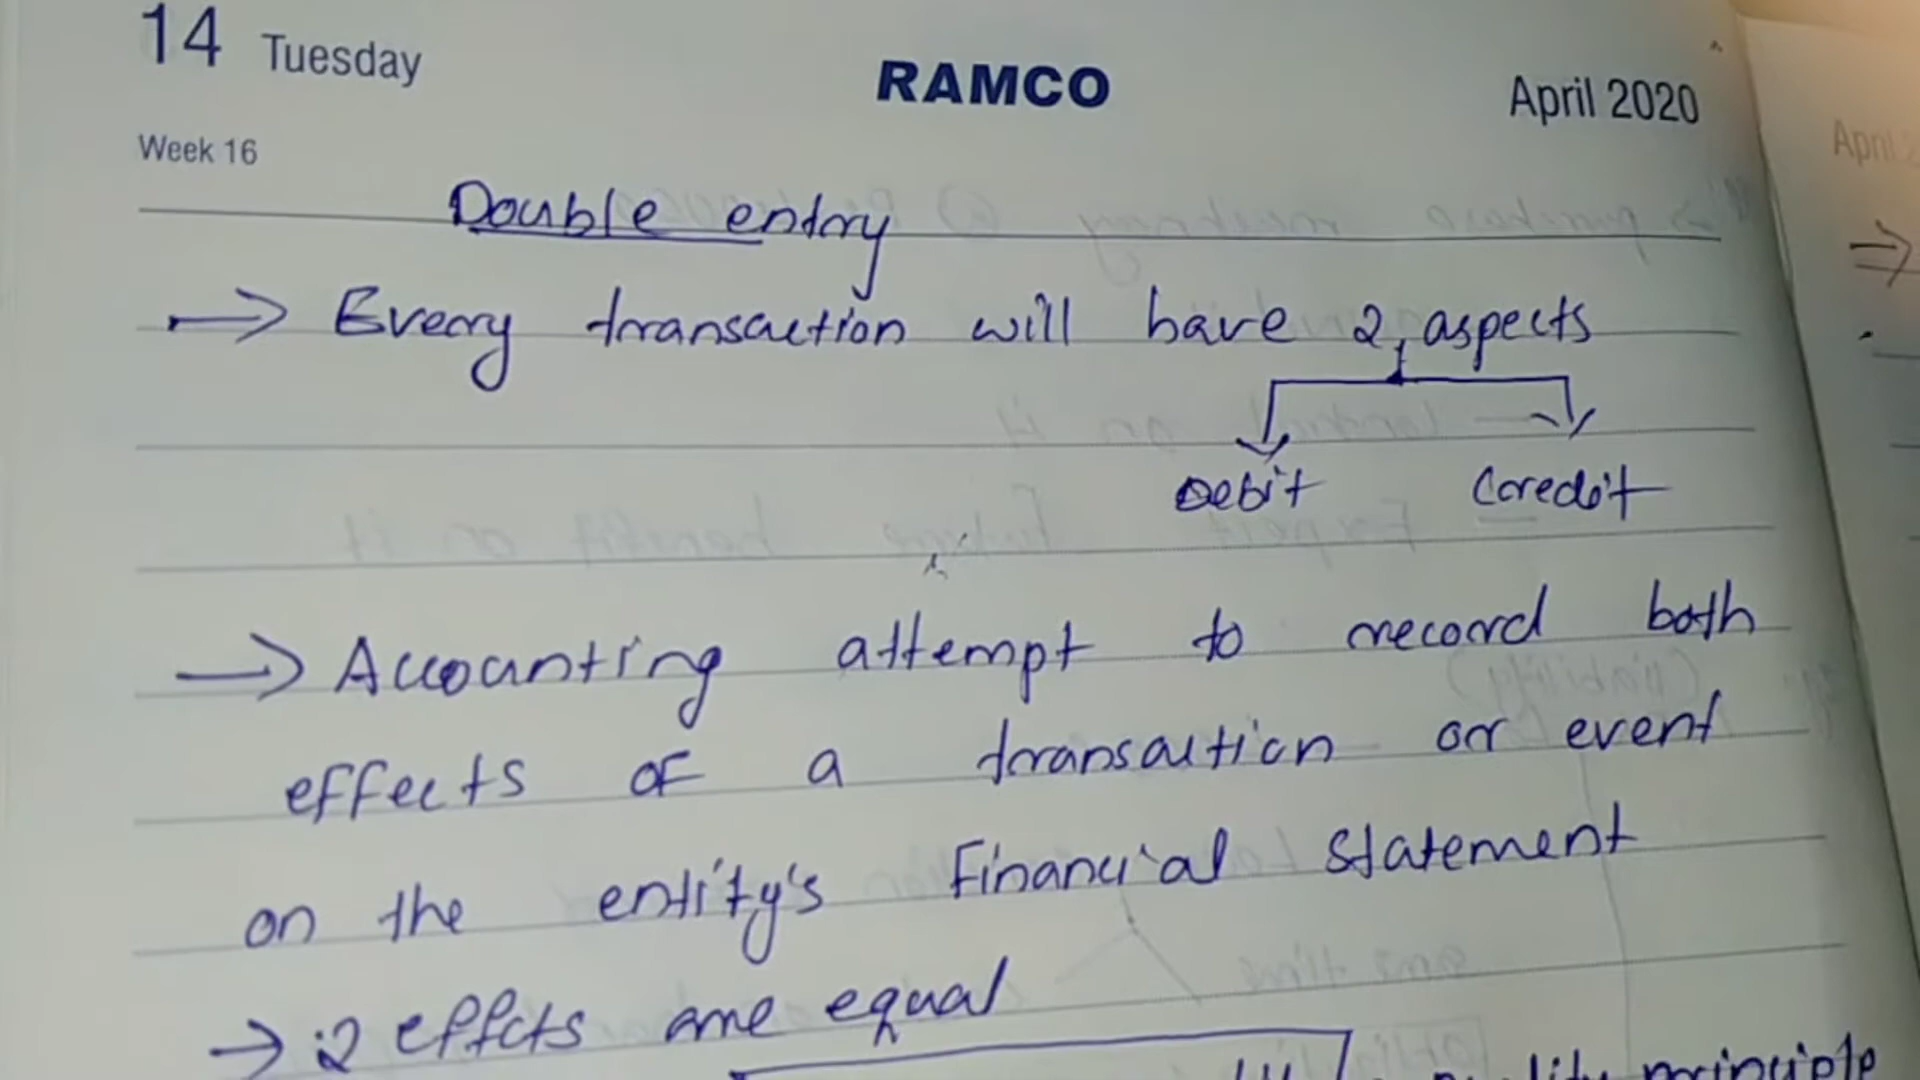 14 Tuesday RAMCO April 2020
Week 16
Double entry
→ Every transaction will have 2 aspects
Debit Credit
→ Accounting attempt to record both
effects of a transaction or event
on the entity's Financial statement
→ 2 effcts are equal
principle